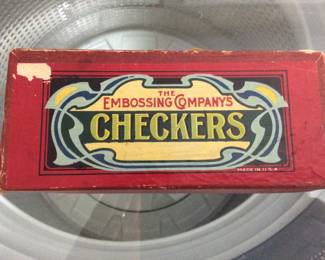 THE
EMBOSSING COMPANY'S
CHECKERS
MADE IN U.S.A.